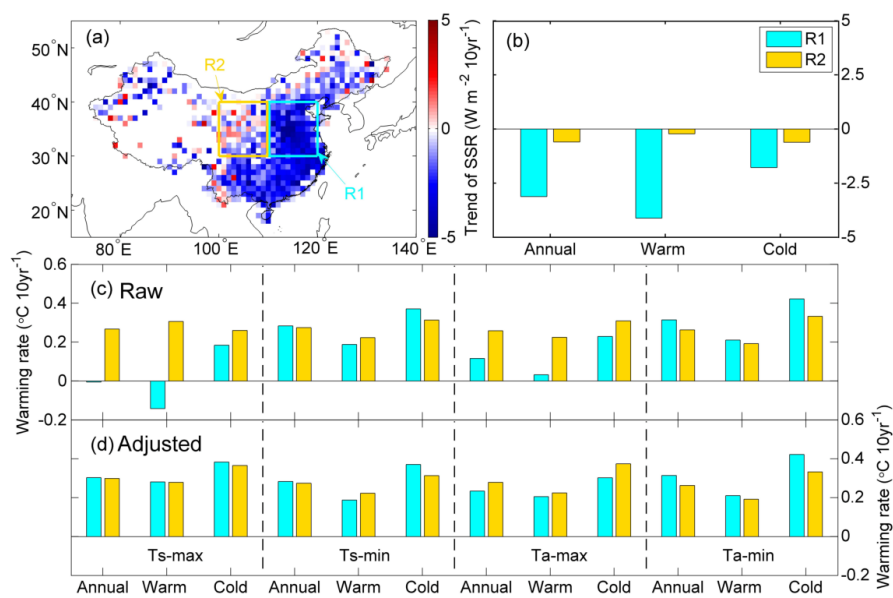 (a)
50°N
40°N
30°N
20°N
80°E
100°E
120°E
140°E
R2
R1
5
0
-5
(b)
R1
R2
Trend of SSR (W m⁻² 10yr⁻¹)
5
2.5
0
-2.5
-5
Annual
Warm
Cold
(c) Raw
Warming rate (°C 10yr⁻¹)
0.6
0.4
0.2
0
-0.2
(d) Adjusted
Warming rate (°C 10yr⁻¹)
0.6
0.4
0.2
0
-0.2
Ts-max
Ts-min
Ta-max
Ta-min
Annual Warm Cold Annual Warm Cold Annual Warm Cold Annual Warm Cold